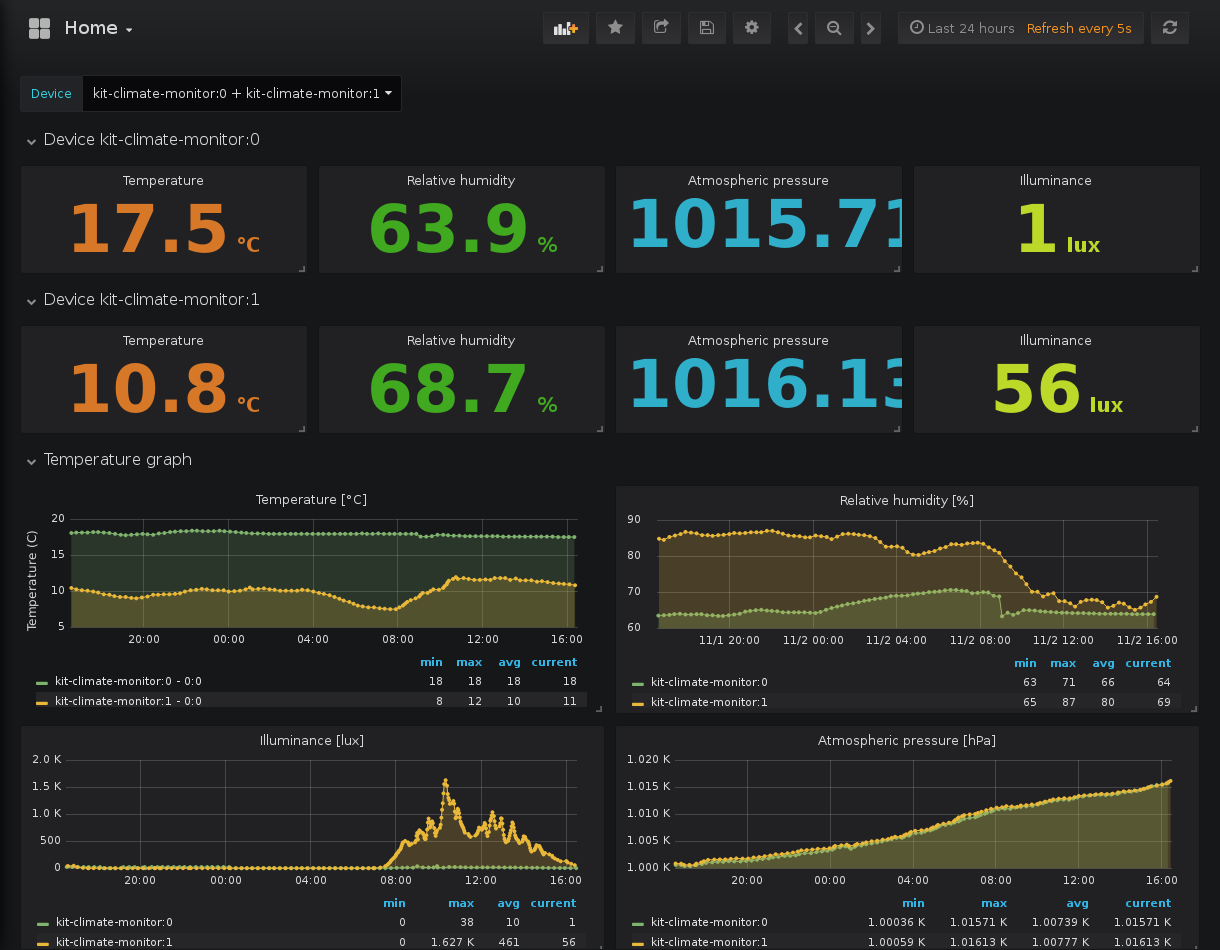 Home
Last 24 hours Refresh every 5s
Device kit-climate-monitor:0 + kit-climate-monitor:1
Device kit-climate-monitor:0
Temperature Relative humidity Atmospheric pressure Illuminance
17.5 °C 63.9 % 1015.71 1 lux
Device kit-climate-monitor:1
Temperature Relative humidity Atmospheric pressure Illuminance
10.8 °C 68.7 % 1016.13 56 lux
Temperature graph
Temperature [°C]
Temperature (C)
20
15
10
5
20:00 00:00 04:00 08:00 12:00 16:00
min max avg current
kit-climate-monitor:0 - 0:0 18 18 18 18
kit-climate-monitor:1 - 0:0 8 12 10 11
Relative humidity [%]
90
80
70
60
11/1 20:00 11/2 00:00 11/2 04:00 11/2 08:00 11/2 12:00 11/2 16:00
min max avg current
kit-climate-monitor:0 63 71 66 64
kit-climate-monitor:1 65 87 80 69
Illuminance [lux]
2.0 K
1.5 K
1.0 K
500
0
20:00 00:00 04:00 08:00 12:00 16:00
min max avg current
kit-climate-monitor:0 0 38 10 1
kit-climate-monitor:1 0 1.627 K 461 56
Atmospheric pressure [hPa]
1.020 K
1.015 K
1.010 K
1.005 K
1.000 K
20:00 00:00 04:00 08:00 12:00 16:00
min max avg current
kit-climate-monitor:0 1.00036 K 1.01571 K 1.00739 K 1.01571 K
kit-climate-monitor:1 1.00059 K 1.01613 K 1.00777 K 1.01613 K